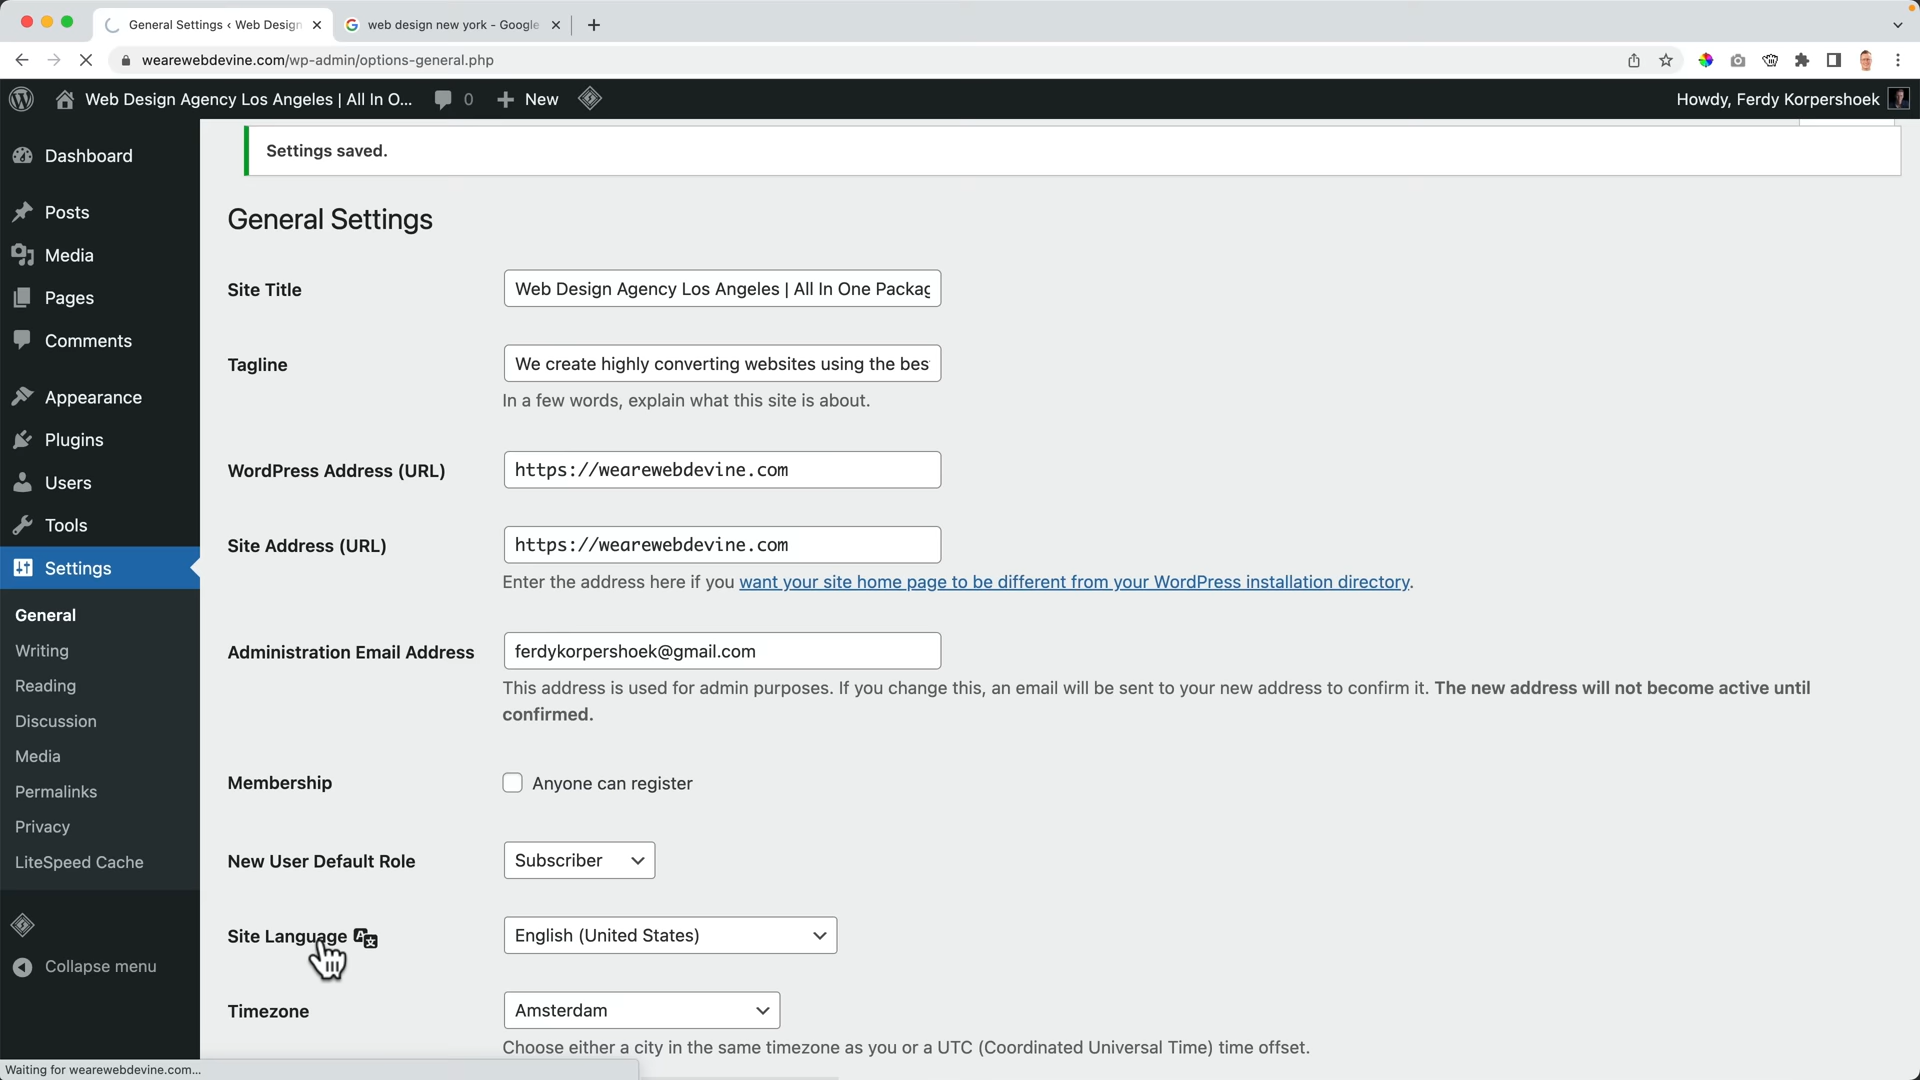 General Settings ‹ Web Design
web design new york - Google
wearewebdevine.com/wp-admin/options-general.php
Web Design Agency Los Angeles | All In O...
0
New
Howdy, Ferdy Korpershoek
Dashboard
Posts
Media
Pages
Comments
Appearance
Plugins
Users
Tools
Settings
General
Writing
Reading
Discussion
Media
Permalinks
Privacy
LiteSpeed Cache
Collapse menu
Settings saved.
General Settings
Site Title
Web Design Agency Los Angeles | All In One Packag
Tagline
We create highly converting websites using the bes
In a few words, explain what this site is about.
WordPress Address (URL)
https://wearewebdevine.com
Site Address (URL)
https://wearewebdevine.com
Enter the address here if you want your site home page to be different from your WordPress installation directory.
Administration Email Address
ferdykorpershoek@gmail.com
This address is used for admin purposes. If you change this, an email will be sent to your new address to confirm it. The new address will not become active until
confirmed.
Membership
Anyone can register
New User Default Role
Subscriber
Site Language
English (United States)
Timezone
Amsterdam
Choose either a city in the same timezone as you or a UTC (Coordinated Universal Time) time offset.
Waiting for wearewebdevine.com...